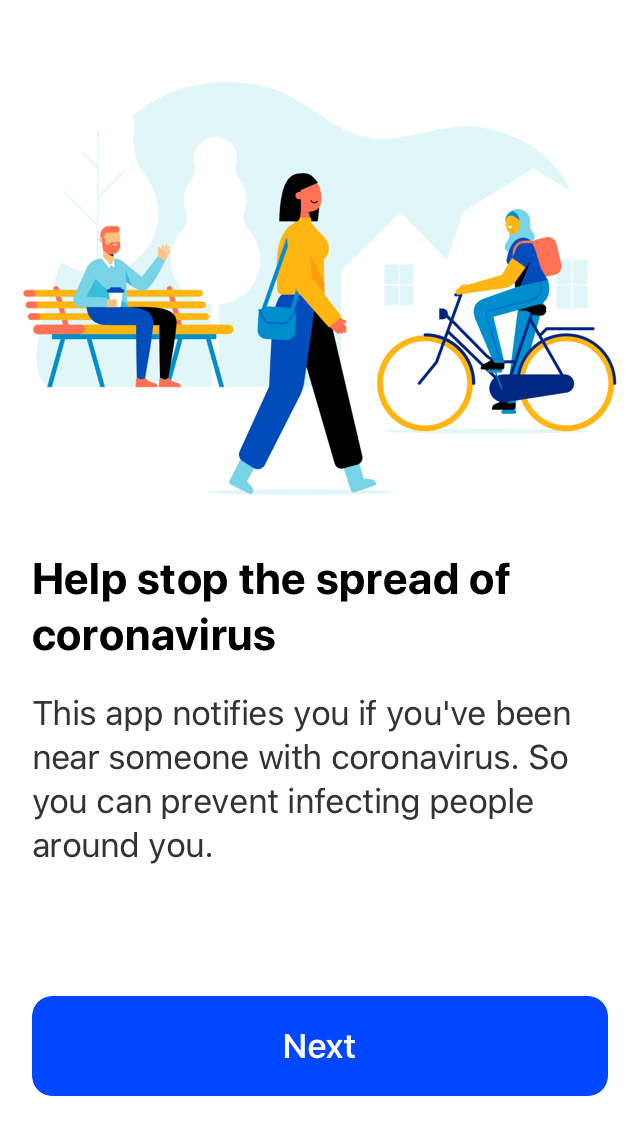 Help stop the spread of
coronavirus
This app notifies you if you've been
near someone with coronavirus. So
you can prevent infecting people
around you.
Next